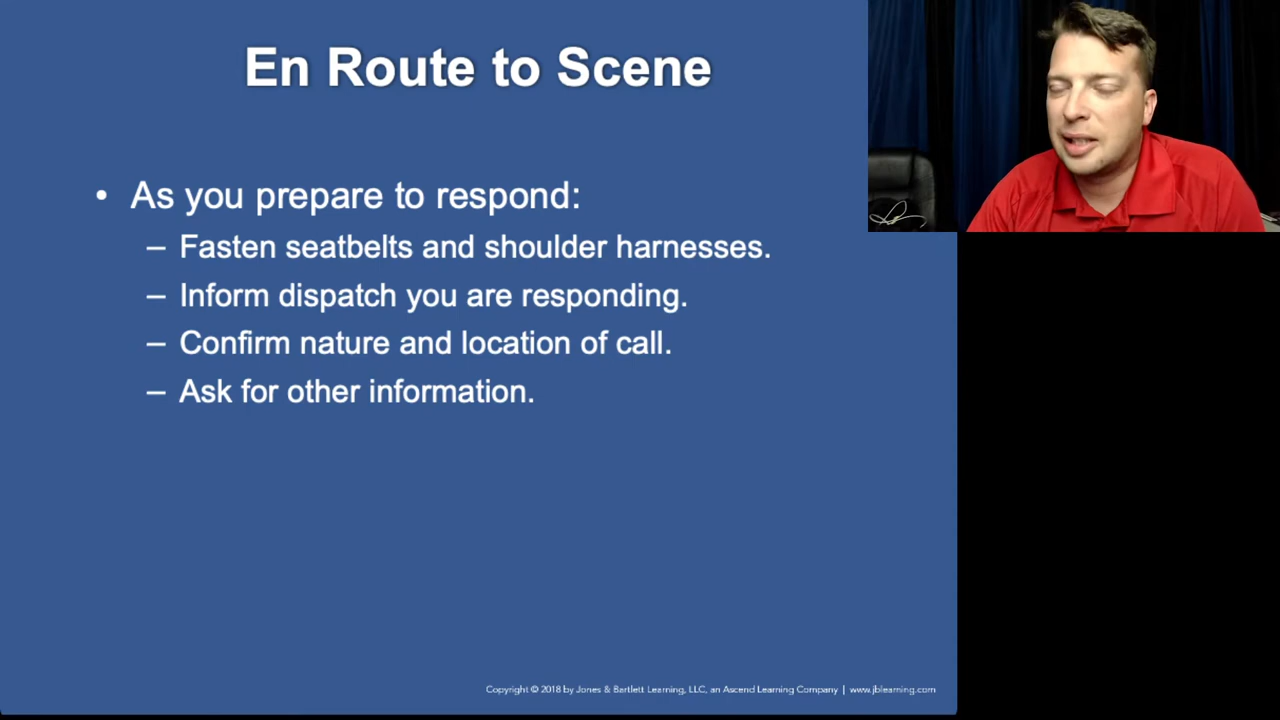 En Route to Scene
• As you prepare to respond:
– Fasten seatbelts and shoulder harnesses.
– Inform dispatch you are responding.
– Confirm nature and location of call.
– Ask for other information.
Copyright © 2018 by Jones & Bartlett Learning, LLC, an Ascend Learning Company | www.jblearning.com